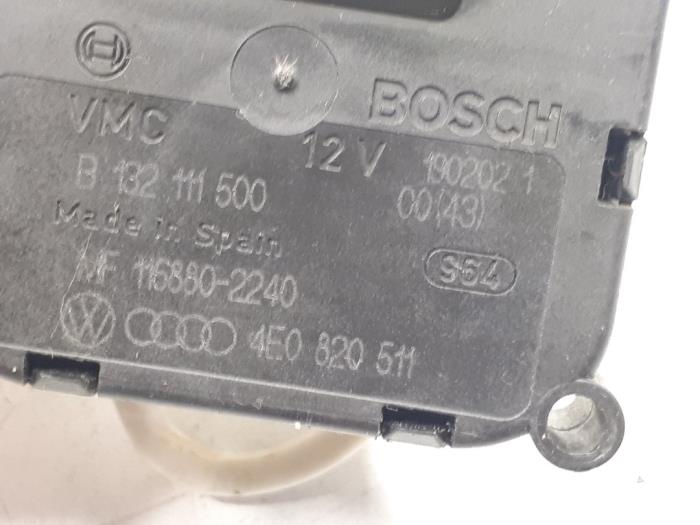 BOSCH
VMC 12 V 190202 1
B 132 111 500 00(43)
Made in Spain
MF 116880-2240 S64
4E0 820 511